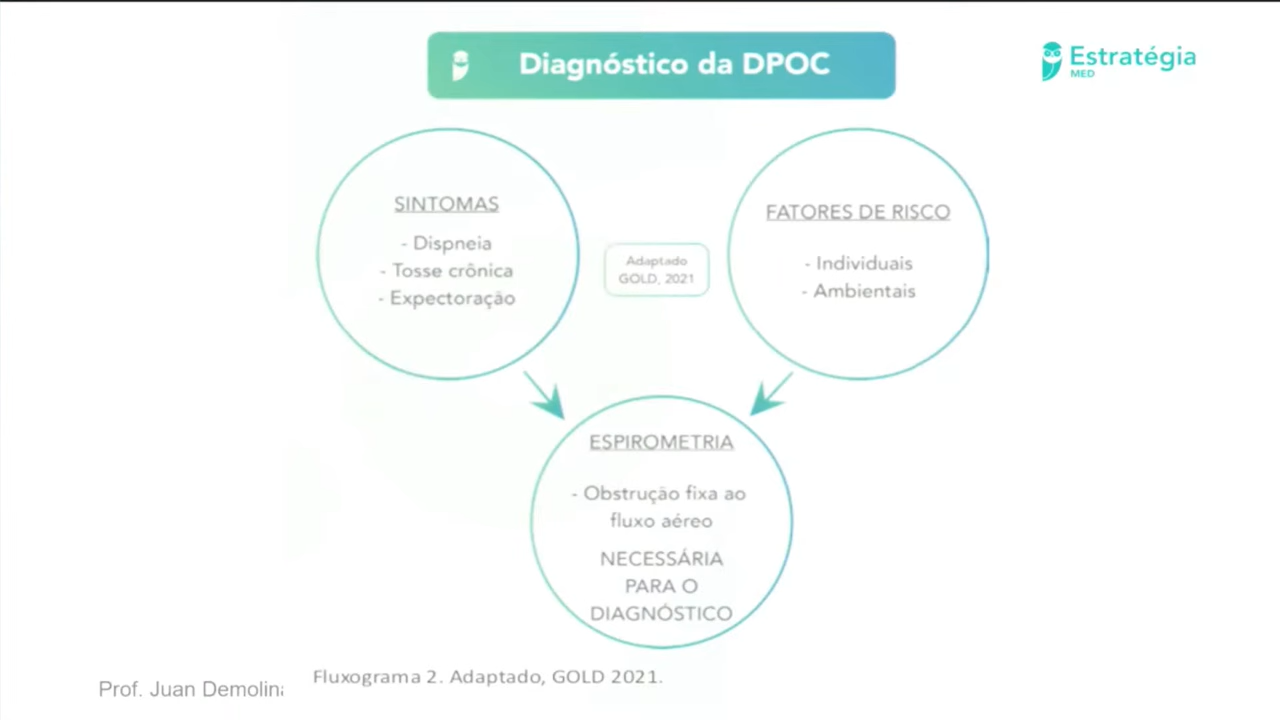 Diagnóstico da DPOC
Estratégia
MED
SINTOMAS
- Dispneia
- Tosse crônica
- Expectoração
Adaptado
GOLD, 2021
FATORES DE RISCO
- Individuais
- Ambientais
ESPIROMETRIA
- Obstrução fixa ao
fluxo aéreo
NECESSÁRIA
PARA O
DIAGNÓSTICO
Fluxograma 2. Adaptado, GOLD 2021.
Prof. Juan